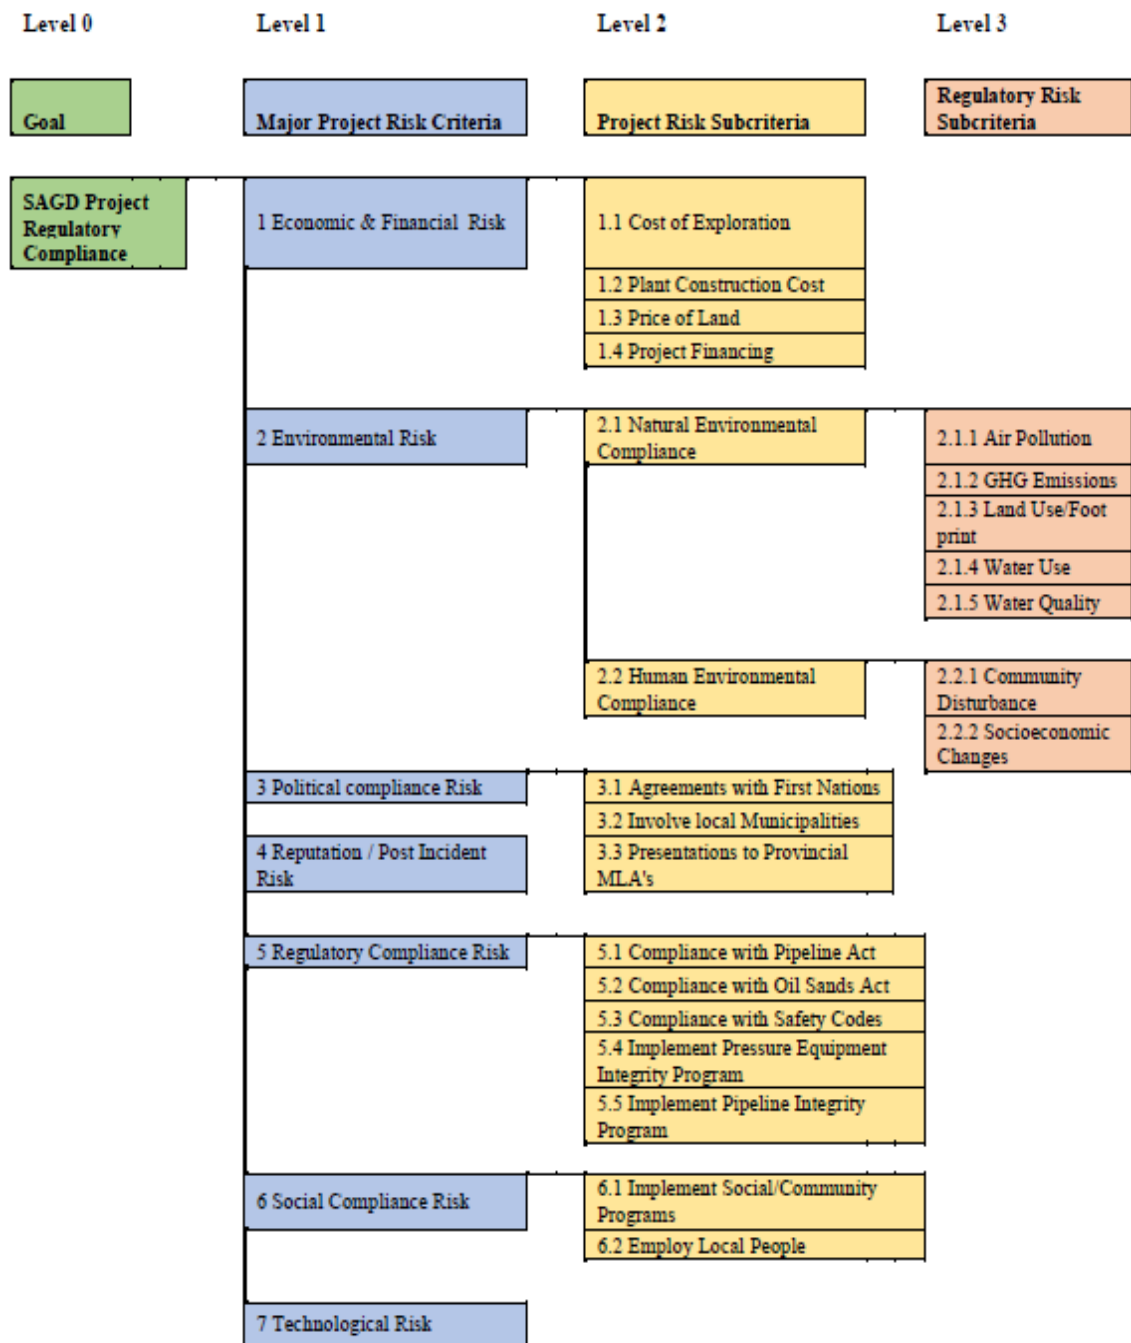 Level 0
Level 1
Level 2
Level 3
Goal
Major Project Risk Criteria
Project Risk Subcriteria
Regulatory Risk
Subcriteria
SAGD Project
Regulatory
Compliance
1 Economic & Financial Risk
1.1 Cost of Exploration
1.2 Plant Construction Cost
1.3 Price of Land
1.4 Project Financing
2 Environmental Risk
2.1 Natural Environmental
Compliance
2.1.1 Air Pollution
2.1.2 GHG Emissions
2.1.3 Land Use/Foot
print
2.1.4 Water Use
2.1.5 Water Quality
2.2 Human Environmental
Compliance
2.2.1 Community
Disturbance
2.2.2 Socioeconomic
Changes
3 Political compliance Risk
3.1 Agreements with First Nations
3.2 Involve local Municipalities
4 Reputation / Post Incident
Risk
3.3 Presentations to Provincial
MLA's
5 Regulatory Compliance Risk
5.1 Compliance with Pipeline Act
5.2 Compliance with Oil Sands Act
5.3 Compliance with Safety Codes
5.4 Implement Pressure Equipment
Integrity Program
5.5 Implement Pipeline Integrity
Program
6 Social Compliance Risk
6.1 Implement Social/Community
Programs
6.2 Employ Local People
7 Technological Risk